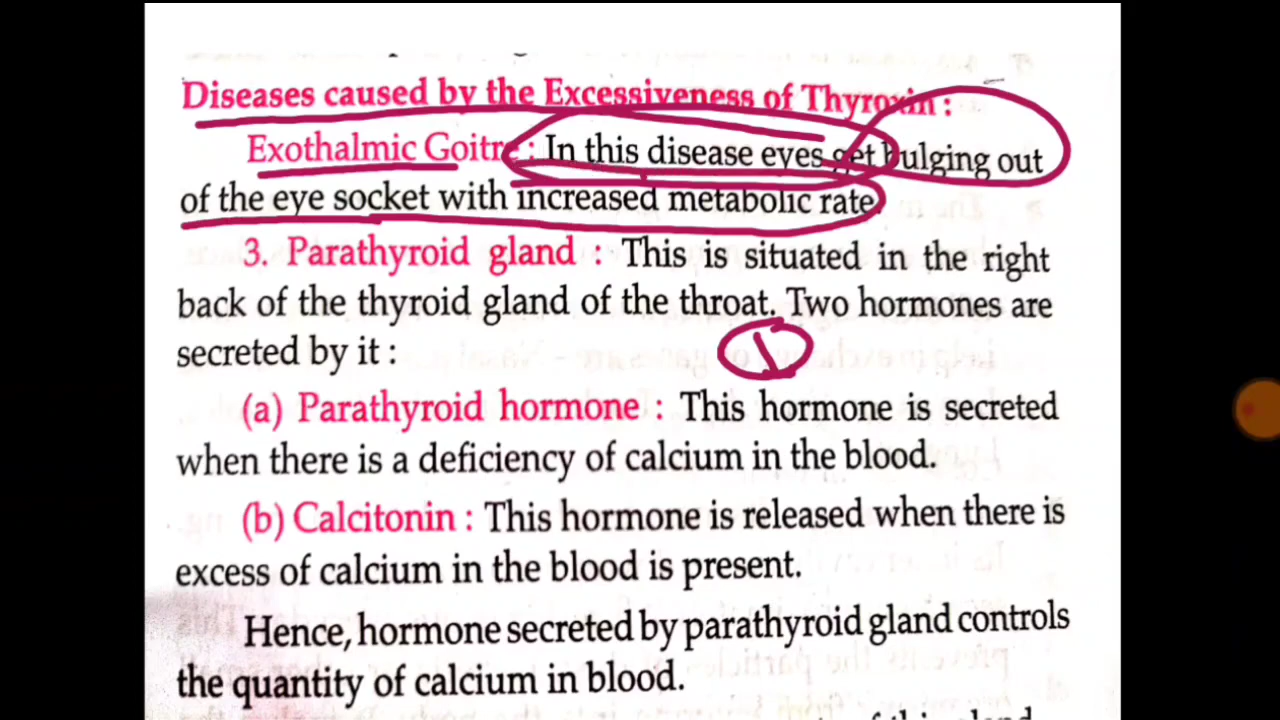 Diseases caused by the Excessiveness of Thyroxin :
Exothalmic Goitre : In this disease eyes get bulging out
of the eye socket with increased metabolic rate
3. Parathyroid gland : This is situated in the right
back of the thyroid gland of the throat. Two hormones are
secreted by it :
(a) Parathyroid hormone : This hormone is secreted
when there is a deficiency of calcium in the blood.
(b) Calcitonin : This hormone is released when there is
excess of calcium in the blood is present.
Hence, hormone secreted by parathyroid gland controls
the quantity of calcium in blood.